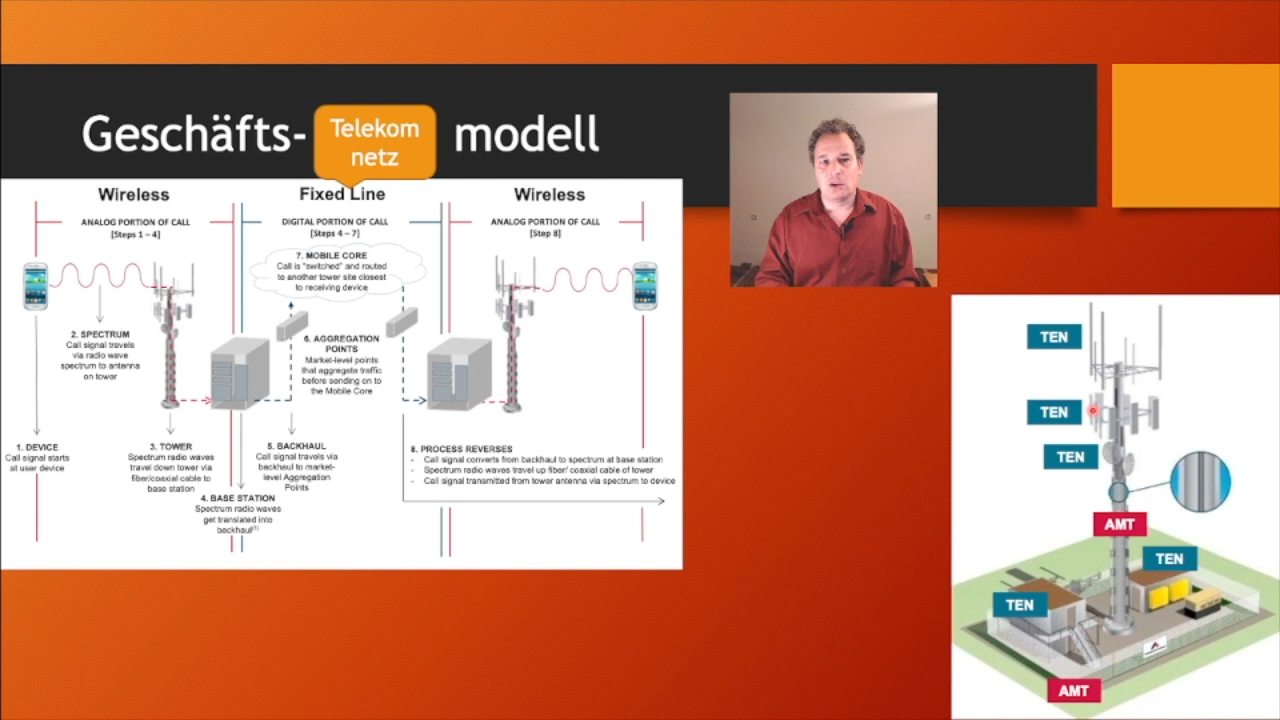 Geschäfts-
Telekom
netz
modell
Wireless
ANALOG PORTION OF CALL
[Steps 1 – 4]
Fixed Line
DIGITAL PORTION OF CALL
[Steps 4 – 7]
Wireless
ANALOG PORTION OF CALL
[Step 8]
7. MOBILE CORE
Call is "switched" and routed
to another tower site closest
to receiving device
2. SPECTRUM
Call signal travels
via radio wave
spectrum to antenna
on tower
6. AGGREGATION
POINTS
Market-level points
that aggregate traffic
before sending on to
the Mobile Core
1. DEVICE
Call signal starts
at user device
3. TOWER
Spectrum radio waves
travel down tower via
fiber/coaxial cable to
base station
4. BASE STATION
Spectrum radio waves
get translated into
backhaul(1)
5. BACKHAUL
Call signal travels via
backhaul to market-
level Aggregation
Points
8. PROCESS REVERSES
- Call signal converts from backhaul to spectrum at base station
- Spectrum radio waves travel up fiber/ coaxial cable of tower
- Call signal transmitted from tower antenna via spectrum to device
TEN
TEN
TEN
AMT
TEN
TEN
AMT